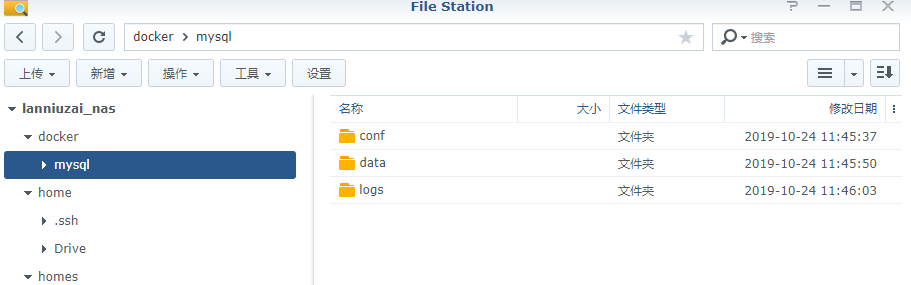 File Station
docker mysql
搜索
上传 新增 操作 工具 设置
lanniuzai_nas
docker
mysql
home
.ssh
Drive
homes
名称 大小 文件类型 修改日期
conf 文件夹 2019-10-24 11:45:37
data 文件夹 2019-10-24 11:45:50
logs 文件夹 2019-10-24 11:46:03